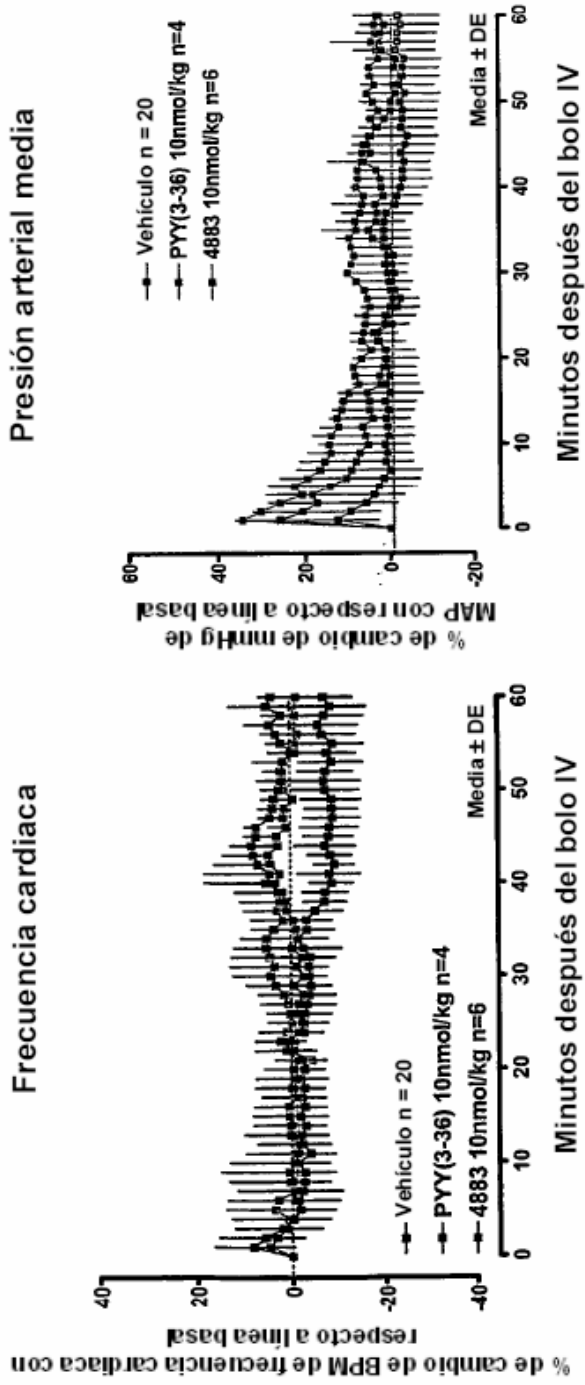 Frecuencia cardiaca
% de cambio de BPM de frecuencia cardiaca con
respecto a línea basal
40
20
0
-20
-40
Vehículo n = 20
PYY(3-36) 10nmol/kg n=4
4883 10nmol/kg n=6
Media ± DE
0 10 20 30 40 50 60
Minutos después del bolo IV
Presión arterial media
% de cambio de mmHg de
MAP con respecto a línea basal
60
40
20
0
-20
Vehículo n = 20
PYY(3-36) 10nmol/kg n=4
4883 10nmol/kg n=6
Media ± DE
0 10 20 30 40 50 60
Minutos después del bolo IV